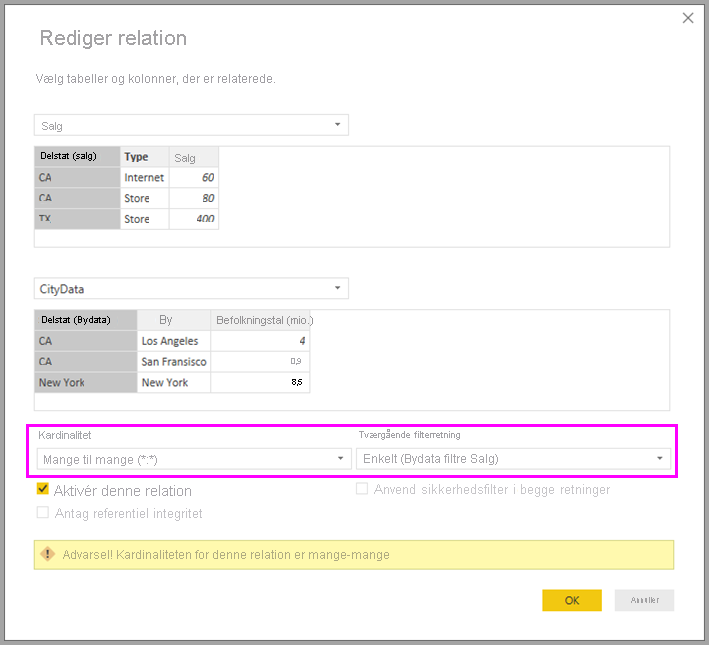 Rediger relation
Vælg tabeller og kolonner, der er relaterede.
Salg
Delstat (salg) Type Salg
CA Internet 60
CA Store 80
TX Store 400
CityData
Delstat (Bydata) By Befolkningstal (mio.)
CA Los Angeles 4
CA San Fransisco 0,9
New York New York 8,5
Kardinalitet Tværgående filterretning
Mange til mange (*:*) Enkelt (Bydata filtre Salg)
Aktivér denne relation Anvend sikkerhedsfilter i begge retninger
Antag referentiel integritet
Advarsel! Kardinaliteten for denne relation er mange-mange
OK Annuller